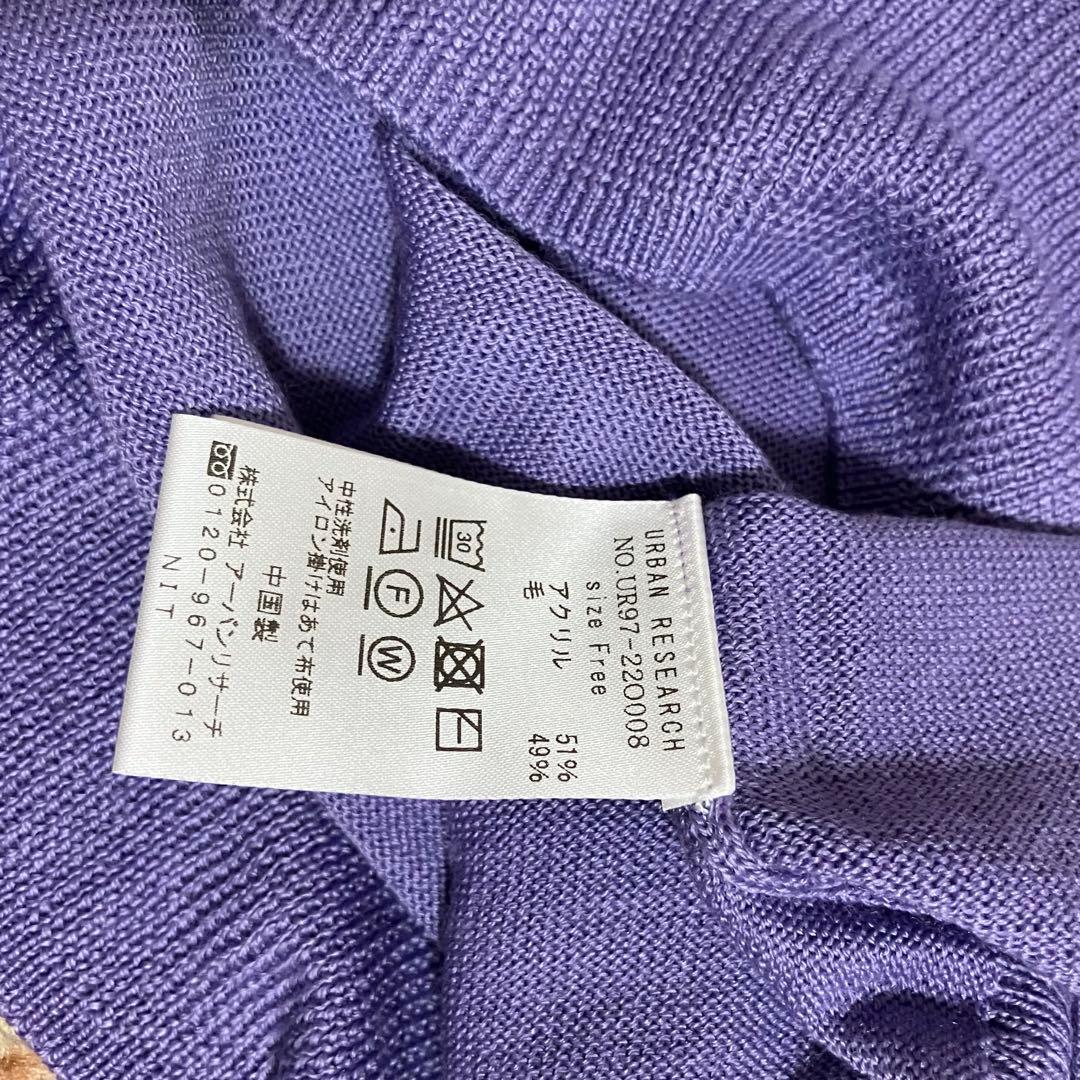 URBAN RESEARCH
NO.UR97-220008
size Free
アクリル 51%
毛 49%
30
F
W
中性洗剤使用
アイロン掛けはあて布使用
中国製
株式会社 アーバンリサーチ
0120-967-013
NIT